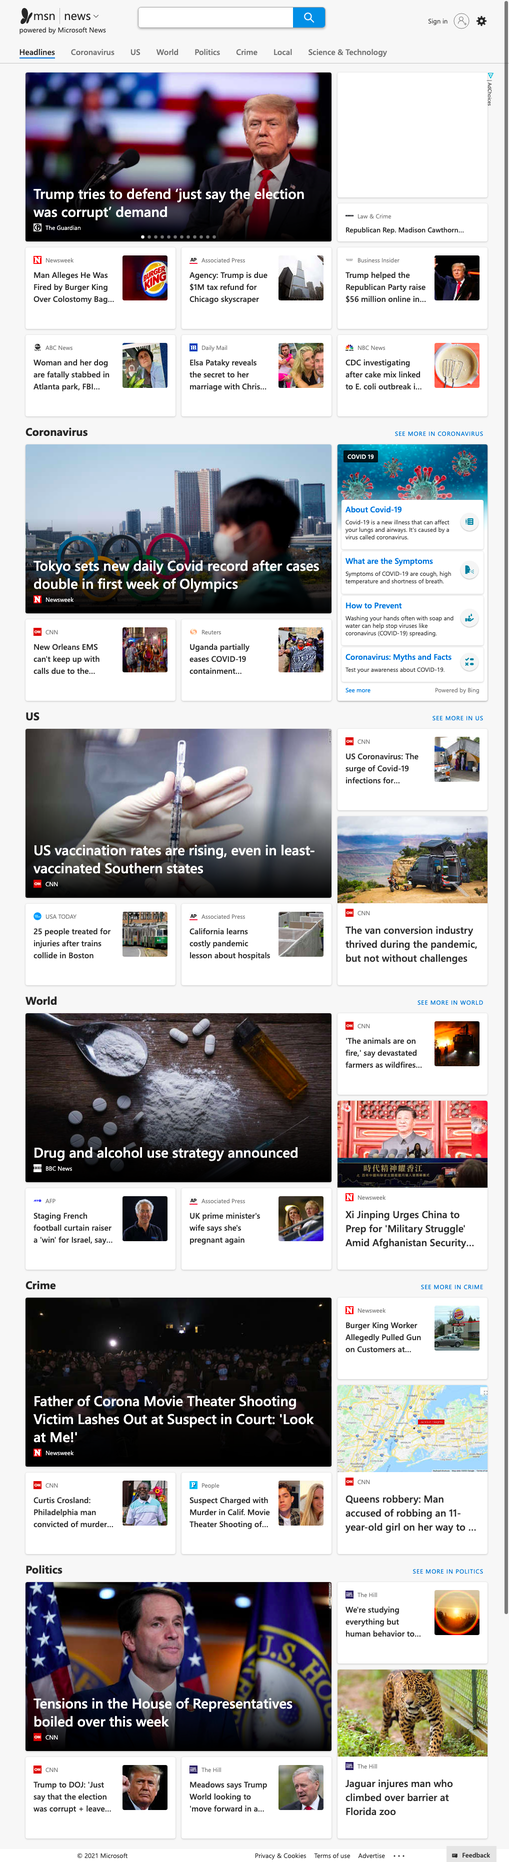 msn | news
powered by Microsoft News
Sign in
Headlines Coronavirus US World Politics Crime Local Science & Technology
Trump tries to defend 'just say the election
was corrupt' demand
The Guardian
AdChoices
Law & Crime
Republican Rep. Madison Cawthorn...
Newsweek
Man Alleges He Was
Fired by Burger King
Over Colostomy Bag...
Associated Press
Agency: Trump is due
$1M tax refund for
Chicago skyscraper
Business Insider
Trump helped the
Republican Party raise
$56 million online in...
ABC News
Woman and her dog
are fatally stabbed in
Atlanta park, FBI...
Daily Mail
Elsa Pataky reveals
the secret to her
marriage with Chris...
NBC News
CDC investigating
after cake mix linked
to E. coli outbreak i...
Coronavirus
SEE MORE IN CORONAVIRUS
Tokyo sets new daily Covid record after cases
double in first week of Olympics
Newsweek
COVID 19
About Covid-19
Covid-19 is a new illness that can affect
your lungs and airways. It's caused by a
virus called coronavirus.
What are the Symptoms
Symptoms of COVID-19 are cough, high
temperature and shortness of breath.
How to Prevent
Washing your hands often with soap and
water can help stop viruses like
coronavirus (COVID-19) spreading.
Coronavirus: Myths and Facts
Test your awareness about COVID-19.
See more
Powered by Bing
CNN
New Orleans EMS
can't keep up with
calls due to the...
Reuters
Uganda partially
eases COVID-19
containment...
US
SEE MORE IN US
US vaccination rates are rising, even in least-
vaccinated Southern states
CNN
CNN
US Coronavirus: The
surge of Covid-19
infections for...
CNN
The van conversion industry
thrived during the pandemic,
but not without challenges
USA TODAY
25 people treated for
injuries after trains
collide in Boston
Associated Press
California learns
costly pandemic
lesson about hospitals
World
SEE MORE IN WORLD
Drug and alcohol use strategy announced
BBC News
CNN
'The animals are on
fire,' say devastated
farmers as wildfires...
時代精神耀香江
Newsweek
Xi Jinping Urges China to
Prep for 'Military Struggle'
Amid Afghanistan Security...
AFP
Staging French
football curtain raiser
a 'win' for Israel, say...
Associated Press
UK prime minister's
wife says she's
pregnant again
Crime
SEE MORE IN CRIME
Father of Corona Movie Theater Shooting
Victim Lashes Out at Suspect in Court: 'Look
at Me!'
Newsweek
Newsweek
Burger King Worker
Allegedly Pulled Gun
on Customers at...
CNN
Queens robbery: Man
accused of robbing an 11-
year-old girl on her way to ...
CNN
Curtis Crosland:
Philadelphia man
convicted of murder...
People
Suspect Charged with
Murder in Calif. Movie
Theater Shooting of...
Politics
SEE MORE IN POLITICS
Tensions in the House of Representatives
boiled over this week
CNN
The Hill
We're studying
everything but
human behavior to...
The Hill
Jaguar injures man who
climbed over barrier at
Florida zoo
CNN
Trump to DOJ: 'Just
say that the election
was corrupt + leave...
The Hill
Meadows says Trump
World looking to
'move forward in a...
© 2021 Microsoft
Privacy & Cookies Terms of use Advertise
Feedback